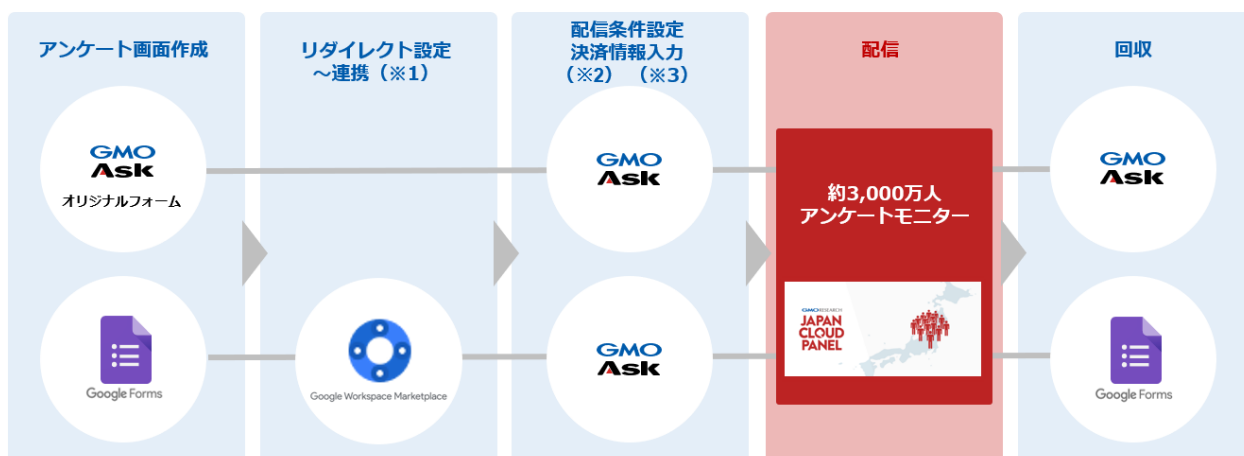 アンケート画面作成
リダイレクト設定
～連携（※1）
配信条件設定
決済情報入力
（※2）　（※3）
配信
回収
GMO
Ask
オリジナルフォーム
GMO
Ask
約3,000万人
アンケートモニター
GMO
Ask
Google Forms
Google Workspace Marketplace
GMO
Ask
GMORESEARCH
JAPAN
CLOUD
PANEL
Google Forms